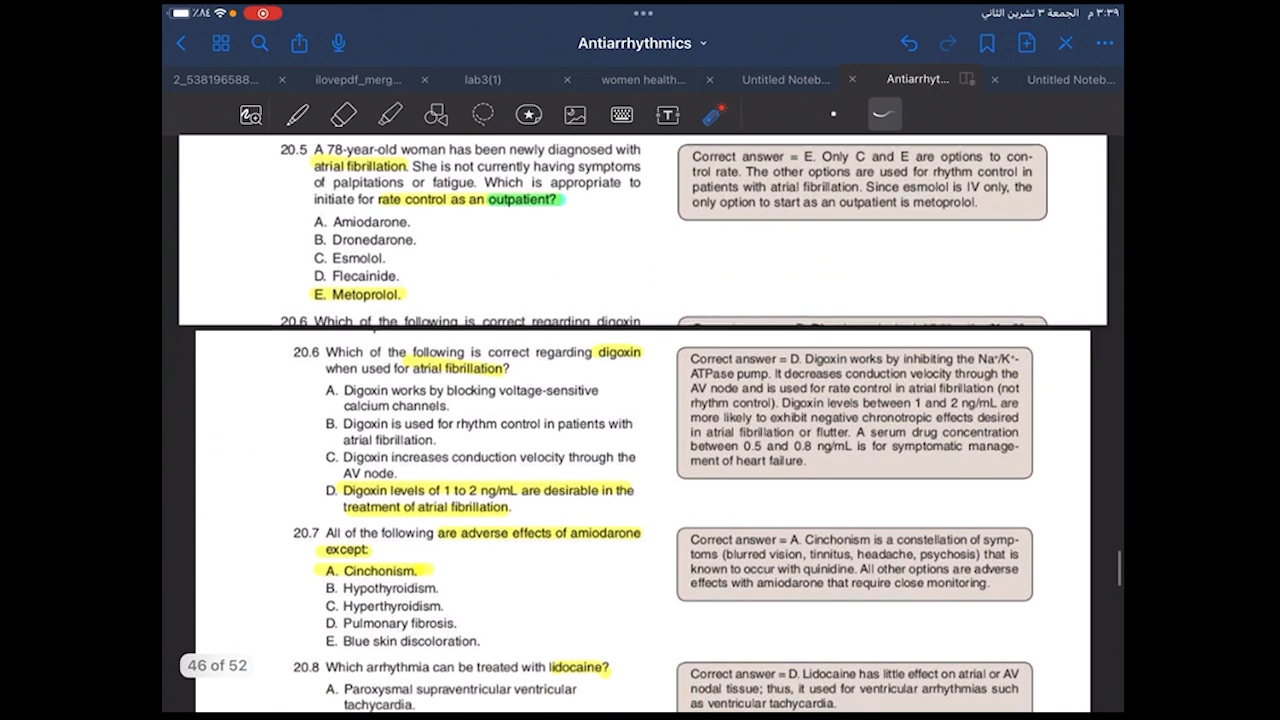 ٪٨٤
٣:٣٩ م الجمعة ٣ تشرين الثاني
Antiarrhythmics
2_538196588...
ilovepdf_merg...
lab3(1)
women health...
Untitled Noteb...
Antiarrhyt...
Untitled Noteb...
20.5 A 78-year-old woman has been newly diagnosed with
atrial fibrillation. She is not currently having symptoms
of palpitations or fatigue. Which is appropriate to
initiate for rate control as an outpatient?
A. Amiodarone.
B. Dronedarone.
C. Esmolol.
D. Flecainide.
E. Metoprolol.
Correct answer = E. Only C and E are options to con-
trol rate. The other options are used for rhythm control in
patients with atrial fibrillation. Since esmolol is IV only, the
only option to start as an outpatient is metoprolol.
20.6 Which of the following is correct regarding digoxin
20.6 Which of the following is correct regarding digoxin
when used for atrial fibrillation?
A. Digoxin works by blocking voltage-sensitive
calcium channels.
B. Digoxin is used for rhythm control in patients with
atrial fibrillation.
C. Digoxin increases conduction velocity through the
AV node.
D. Digoxin levels of 1 to 2 ng/mL are desirable in the
treatment of atrial fibrillation.
Correct answer = D. Digoxin works by inhibiting the Na⁺/K⁺-
ATPase pump. It decreases conduction velocity through the
AV node and is used for rate control in atrial fibrillation (not
rhythm control). Digoxin levels between 1 and 2 ng/mL are
more likely to exhibit negative chronotropic effects desired
in atrial fibrillation or flutter. A serum drug concentration
between 0.5 and 0.8 ng/mL is for symptomatic manage-
ment of heart failure.
20.7 All of the following are adverse effects of amiodarone
except:
A. Cinchonism.
B. Hypothyroidism.
C. Hyperthyroidism.
D. Pulmonary fibrosis.
E. Blue skin discoloration.
Correct answer = A. Cinchonism is a constellation of symp-
toms (blurred vision, tinnitus, headache, psychosis) that is
known to occur with quinidine. All other options are adverse
effects with amiodarone that require close monitoring.
46 of 52
20.8 Which arrhythmia can be treated with lidocaine?
A. Paroxysmal supraventricular ventricular
tachycardia.
Correct answer = D. Lidocaine has little effect on atrial or AV
nodal tissue; thus, it used for ventricular arrhythmias such
as ventricular tachycardia.